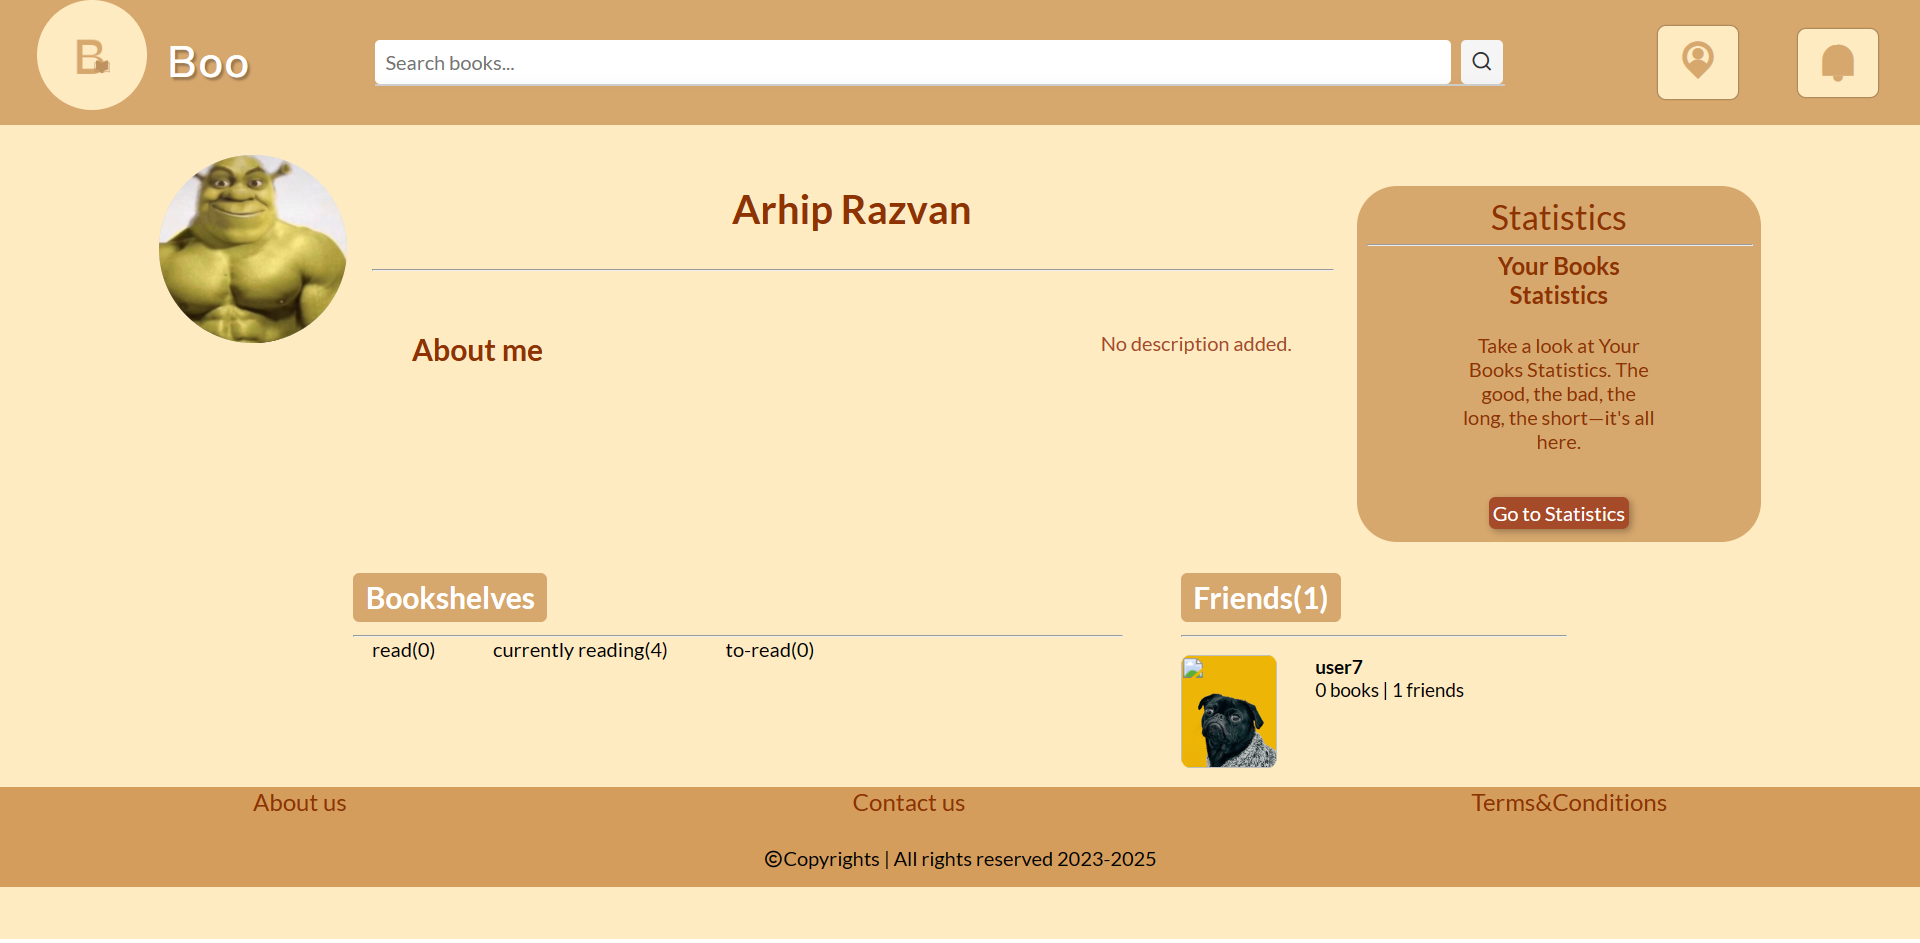 B
Boo
Search books...
Arhip Razvan
About me
No description added.
Statistics
Your Books
Statistics
Take a look at Your
Books Statistics. The
good, the bad, the
long, the short—it's all
here.
Go to Statistics
Bookshelves
read(0) currently reading(4) to-read(0)
Friends(1)
user7
0 books | 1 friends
About us Contact us Terms&Conditions
©Copyrights | All rights reserved 2023-2025